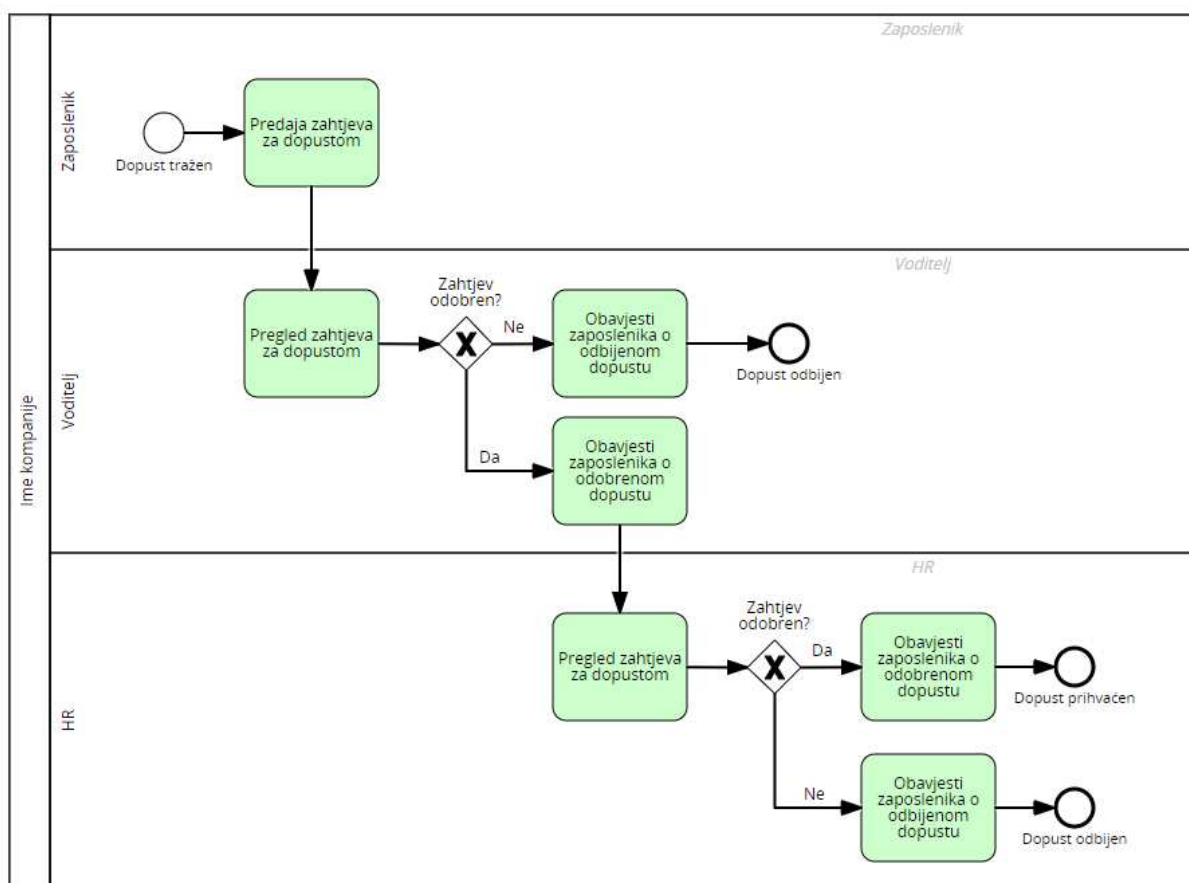 Ime kompanije
Zaposlenik
Zaposlenik
Dopust tražen
Predaja zahtjeva
za dopustom
Voditelj
Voditelj
Pregled zahtjeva
za dopustom
Zahtjev
odobren?
Ne
Obavjesti
zaposlenika o
odbijenom
dopustu
Dopust odbijen
Da
Obavjesti
zaposlenika o
odobrenom
dopustu
HR
HR
Pregled zahtjeva
za dopustom
Zahtjev
odobren?
Da
Obavjesti
zaposlenika o
odobrenom
dopustu
Dopust prihvaćen
Ne
Obavjesti
zaposlenika o
odbijenom
dopustu
Dopust odbijen